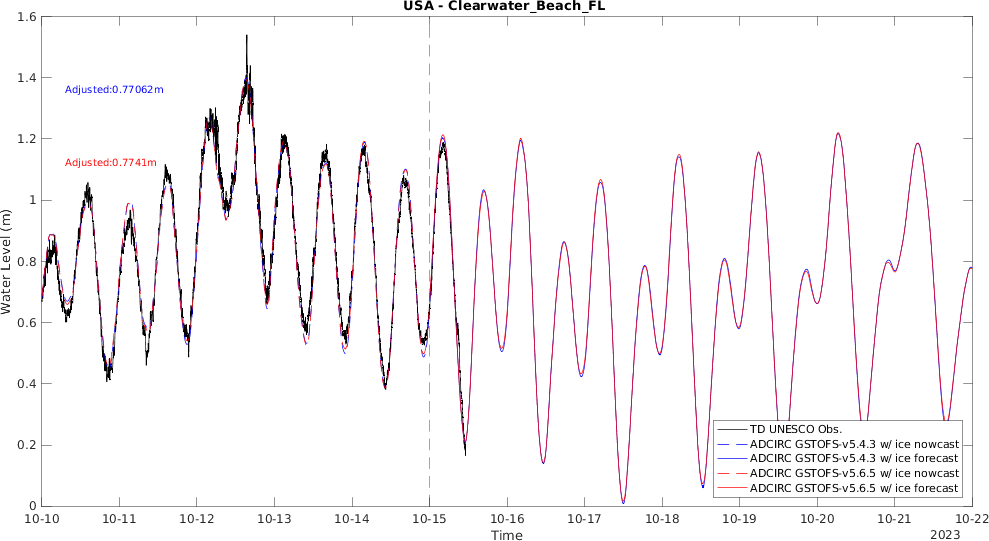 USA - Clearwater_Beach_FL
1.6
1.4
1.2
1
0.8
0.6
0.4
0.2
0
Water Level (m)
Adjusted:0.77062m
Adjusted:0.7741m
TD UNESCO Obs.
ADCIRC GSTOFS-v5.4.3 w/ ice nowcast
ADCIRC GSTOFS-v5.4.3 w/ ice forecast
ADCIRC GSTOFS-v5.6.5 w/ ice nowcast
ADCIRC GSTOFS-v5.6.5 w/ ice forecast
10-10 10-11 10-12 10-13 10-14 10-15 10-16 10-17 10-18 10-19 10-20 10-21 10-22
Time
2023